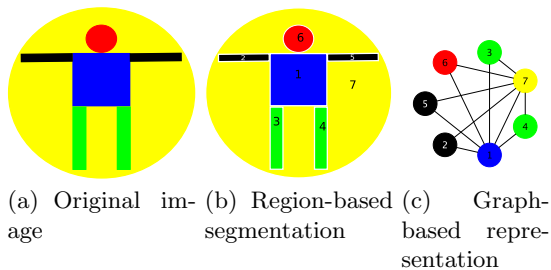 6
2
5
1
7
3
4
3
6
7
5
4
2
1
(a) Original im-
age
(b) Region-based
segmentation
(c) Graph-
based repre-
sentation